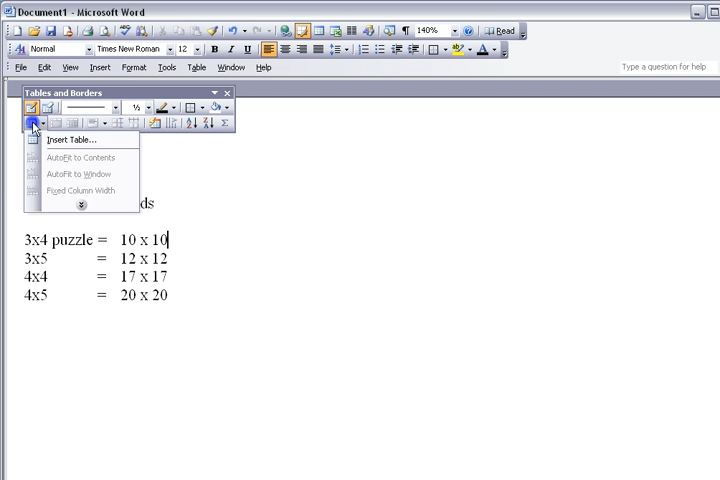 Document1 - Microsoft Word
140%
Read
Normal
Times New Roman
12
B I U
A
File Edit View Insert Format Tools Table Window Help
Type a question for help
Tables and Borders
½
Insert Table...
AutoFit to Contents
AutoFit to Window
Fixed Column Width
ds
3x4 puzzle = 10 x 10
3x5 = 12 x 12
4x4 = 17 x 17
4x5 = 20 x 20